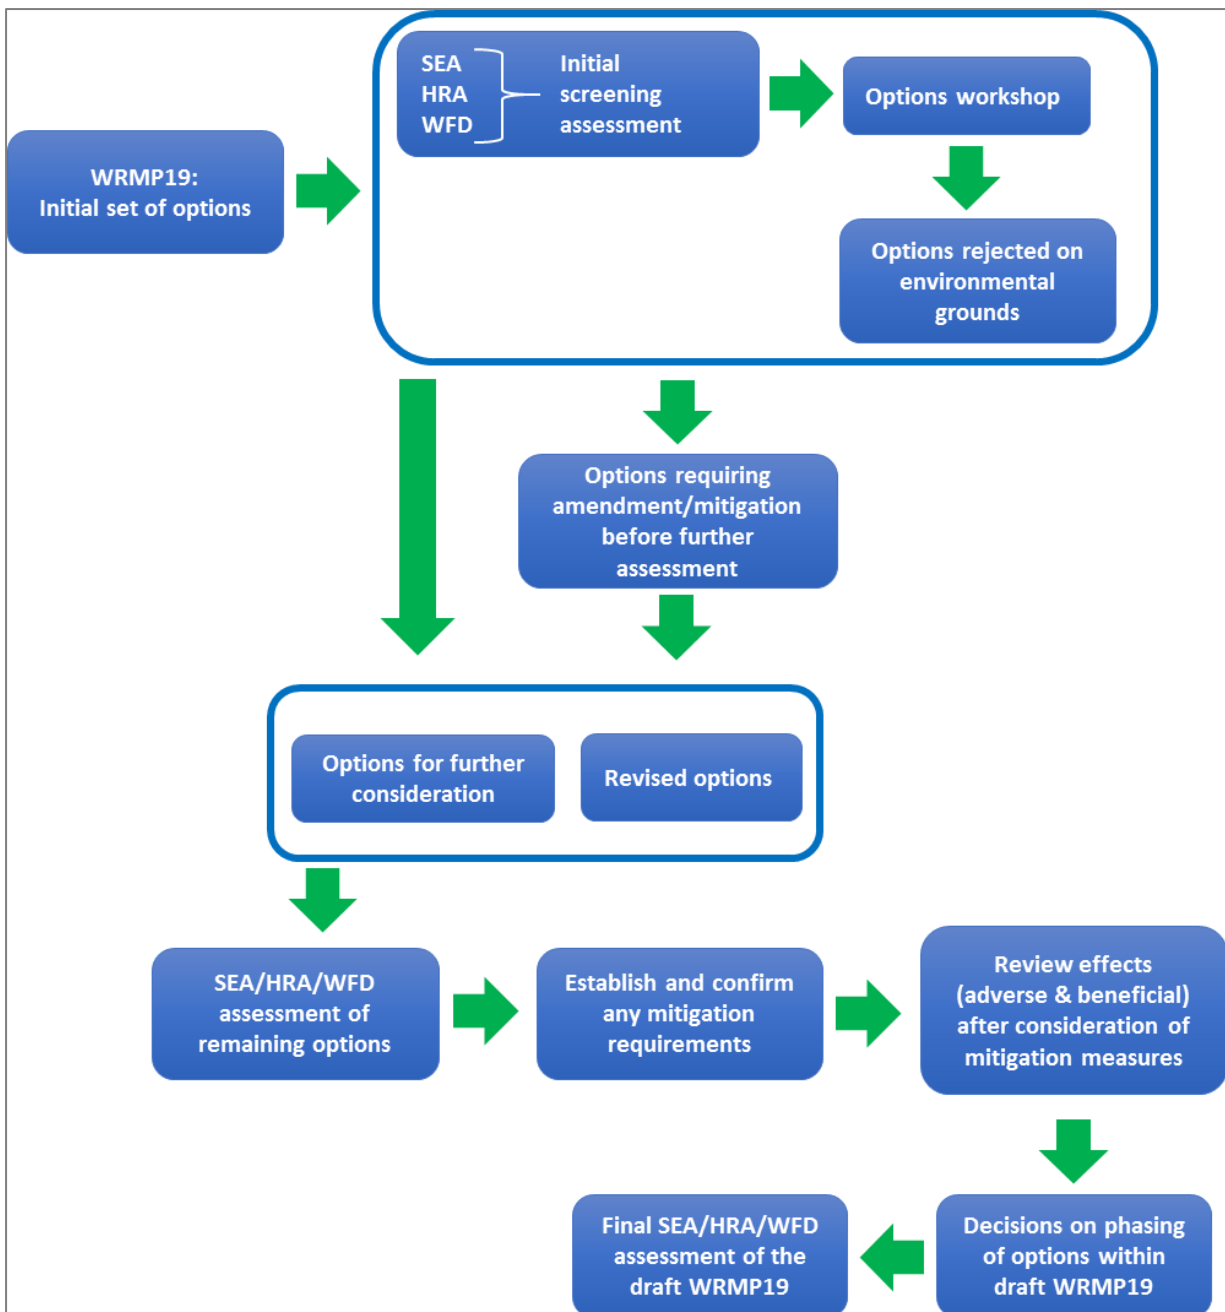 WRMP19:
Initial set of options
SEA
HRA
WFD
Initial
screening
assessment
Options workshop
Options rejected on
environmental
grounds
Options requiring
amendment/mitigation
before further
assessment
Options for further
consideration
Revised options
SEA/HRA/WFD
assessment of
remaining options
Establish and confirm
any mitigation
requirements
Review effects
(adverse & beneficial)
after consideration of
mitigation measures
Decisions on phasing
of options within
draft WRMP19
Final SEA/HRA/WFD
assessment of the
draft WRMP19